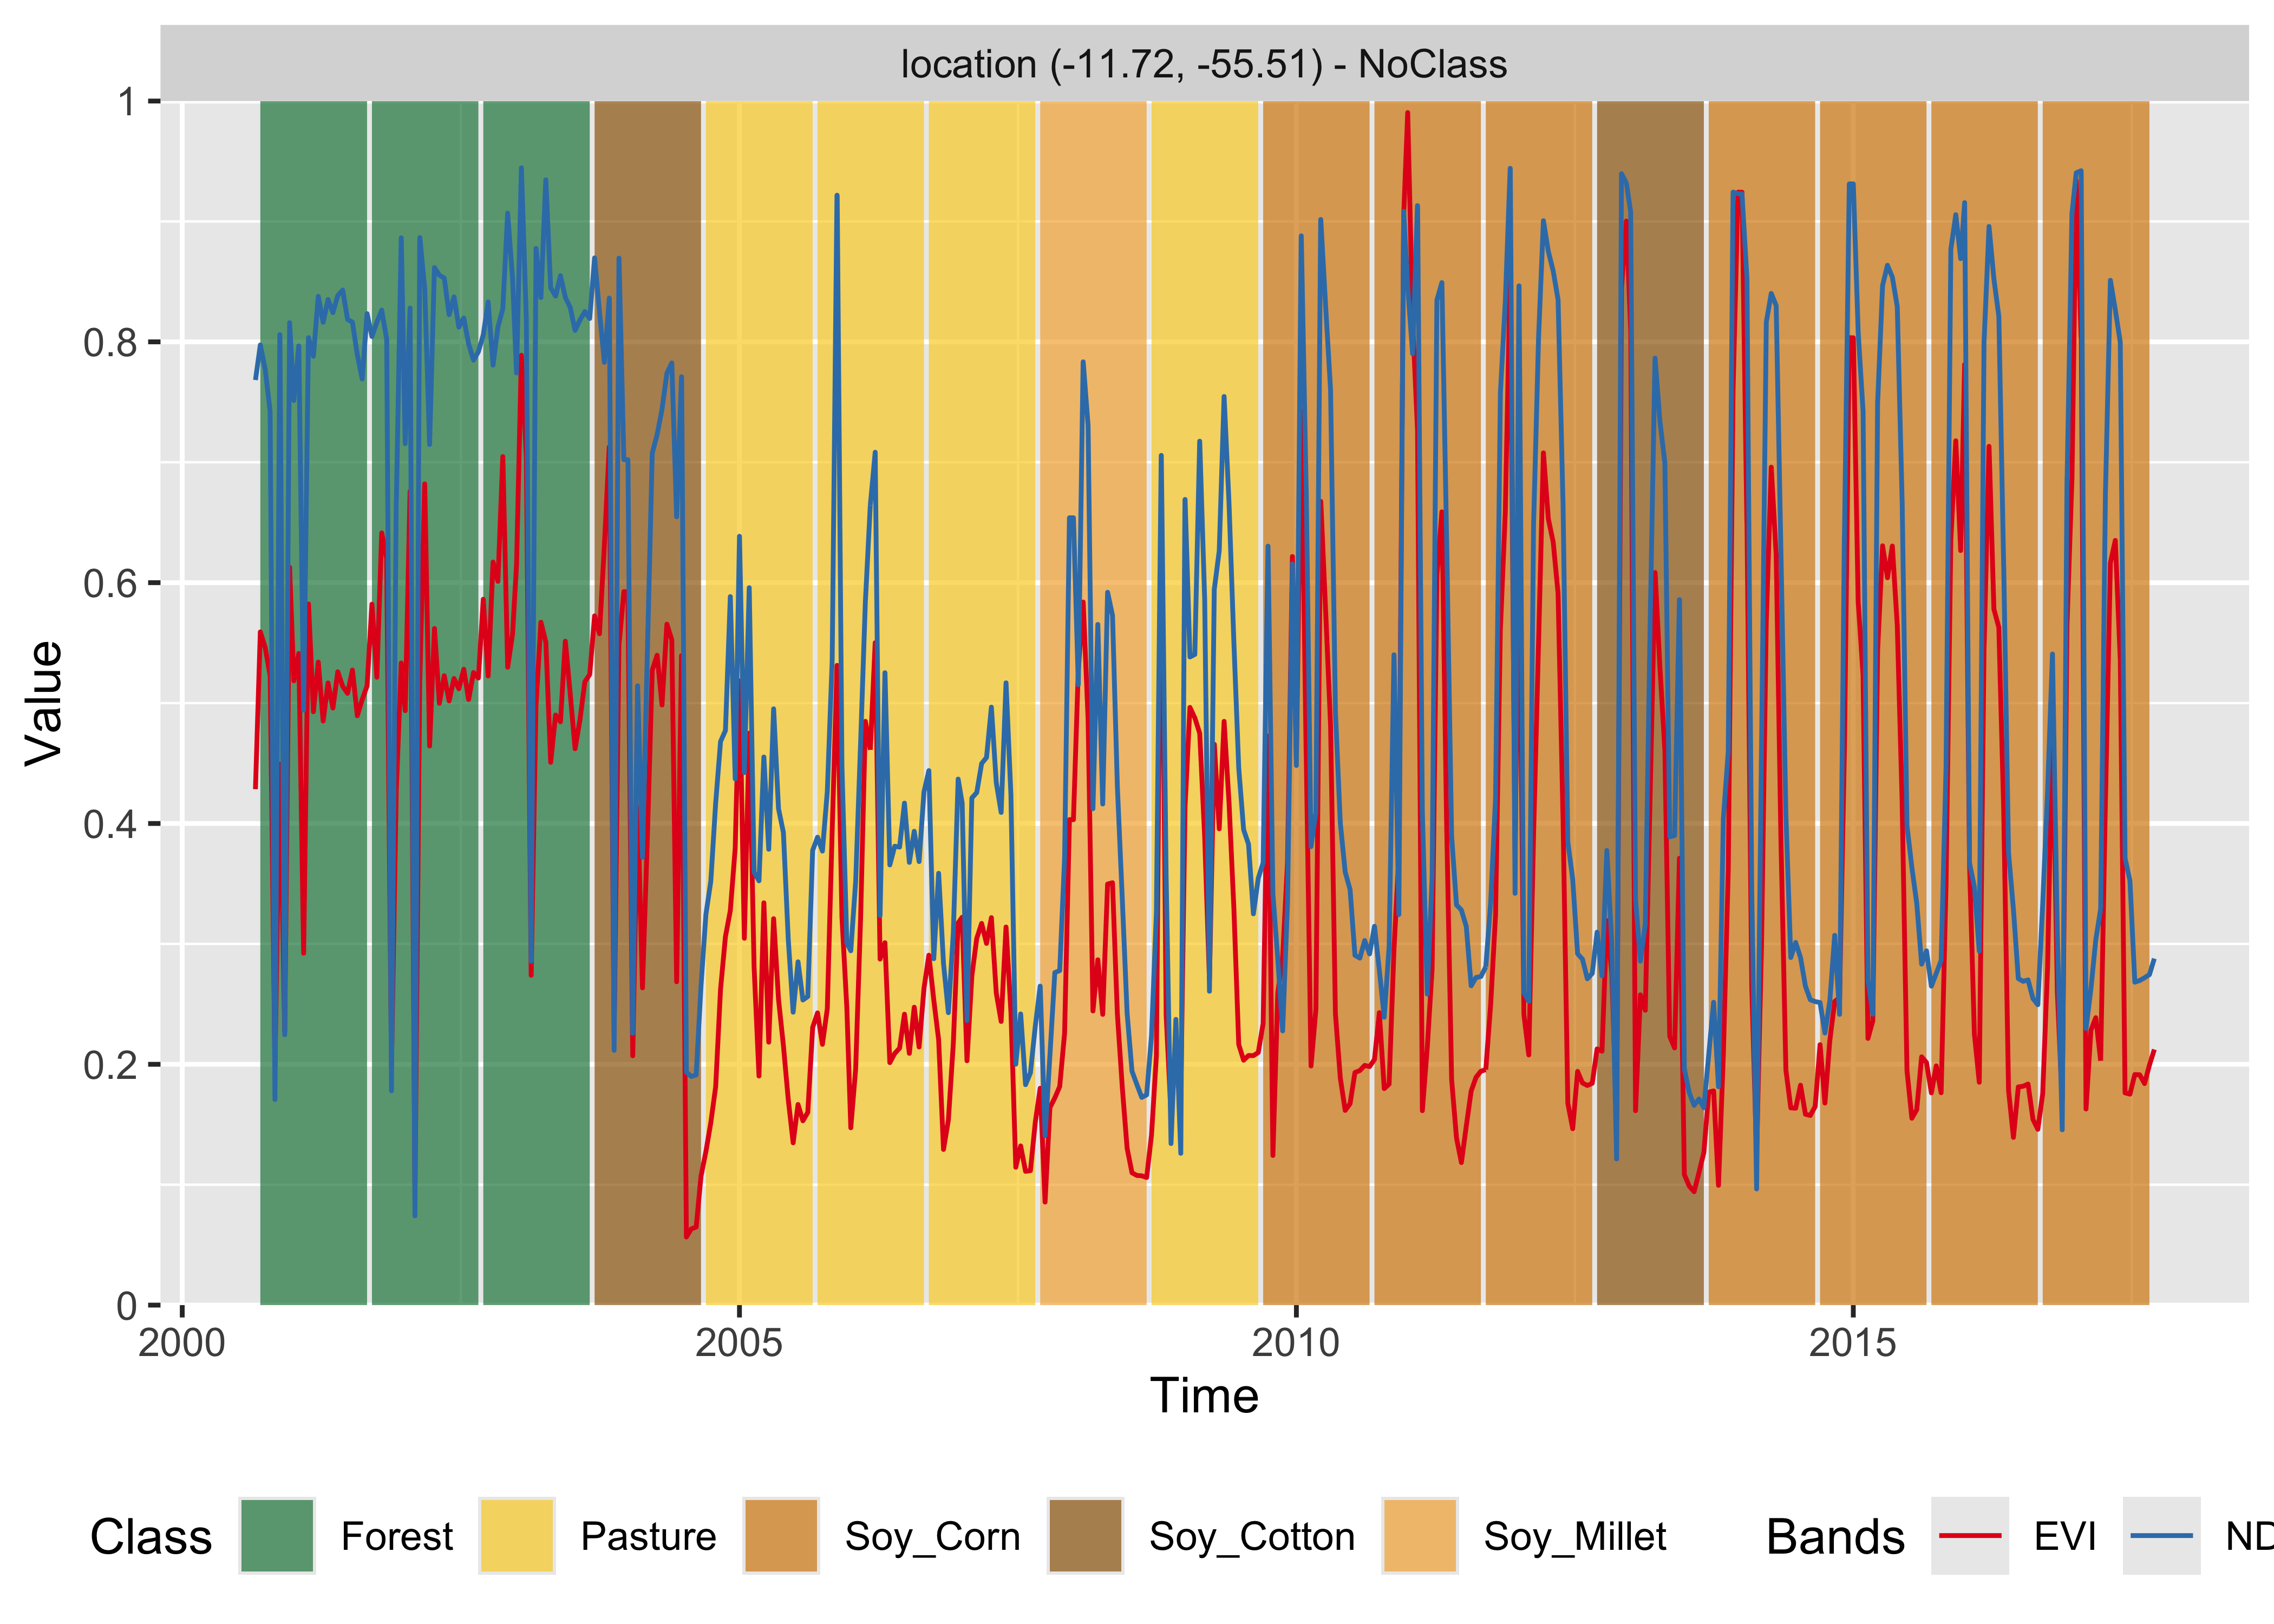 location (-11.72, -55.51) - NoClass
1
0.8
0.6
0.4
0.2
0
Value
2000 2005 2010 2015
Time
Class Forest Pasture Soy_Corn Soy_Cotton Soy_Millet Bands EVI ND